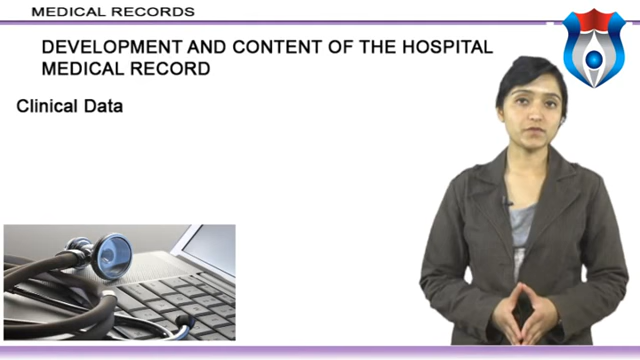 MEDICAL RECORDS
DEVELOPMENT AND CONTENT OF THE HOSPITAL
MEDICAL RECORD
Clinical Data